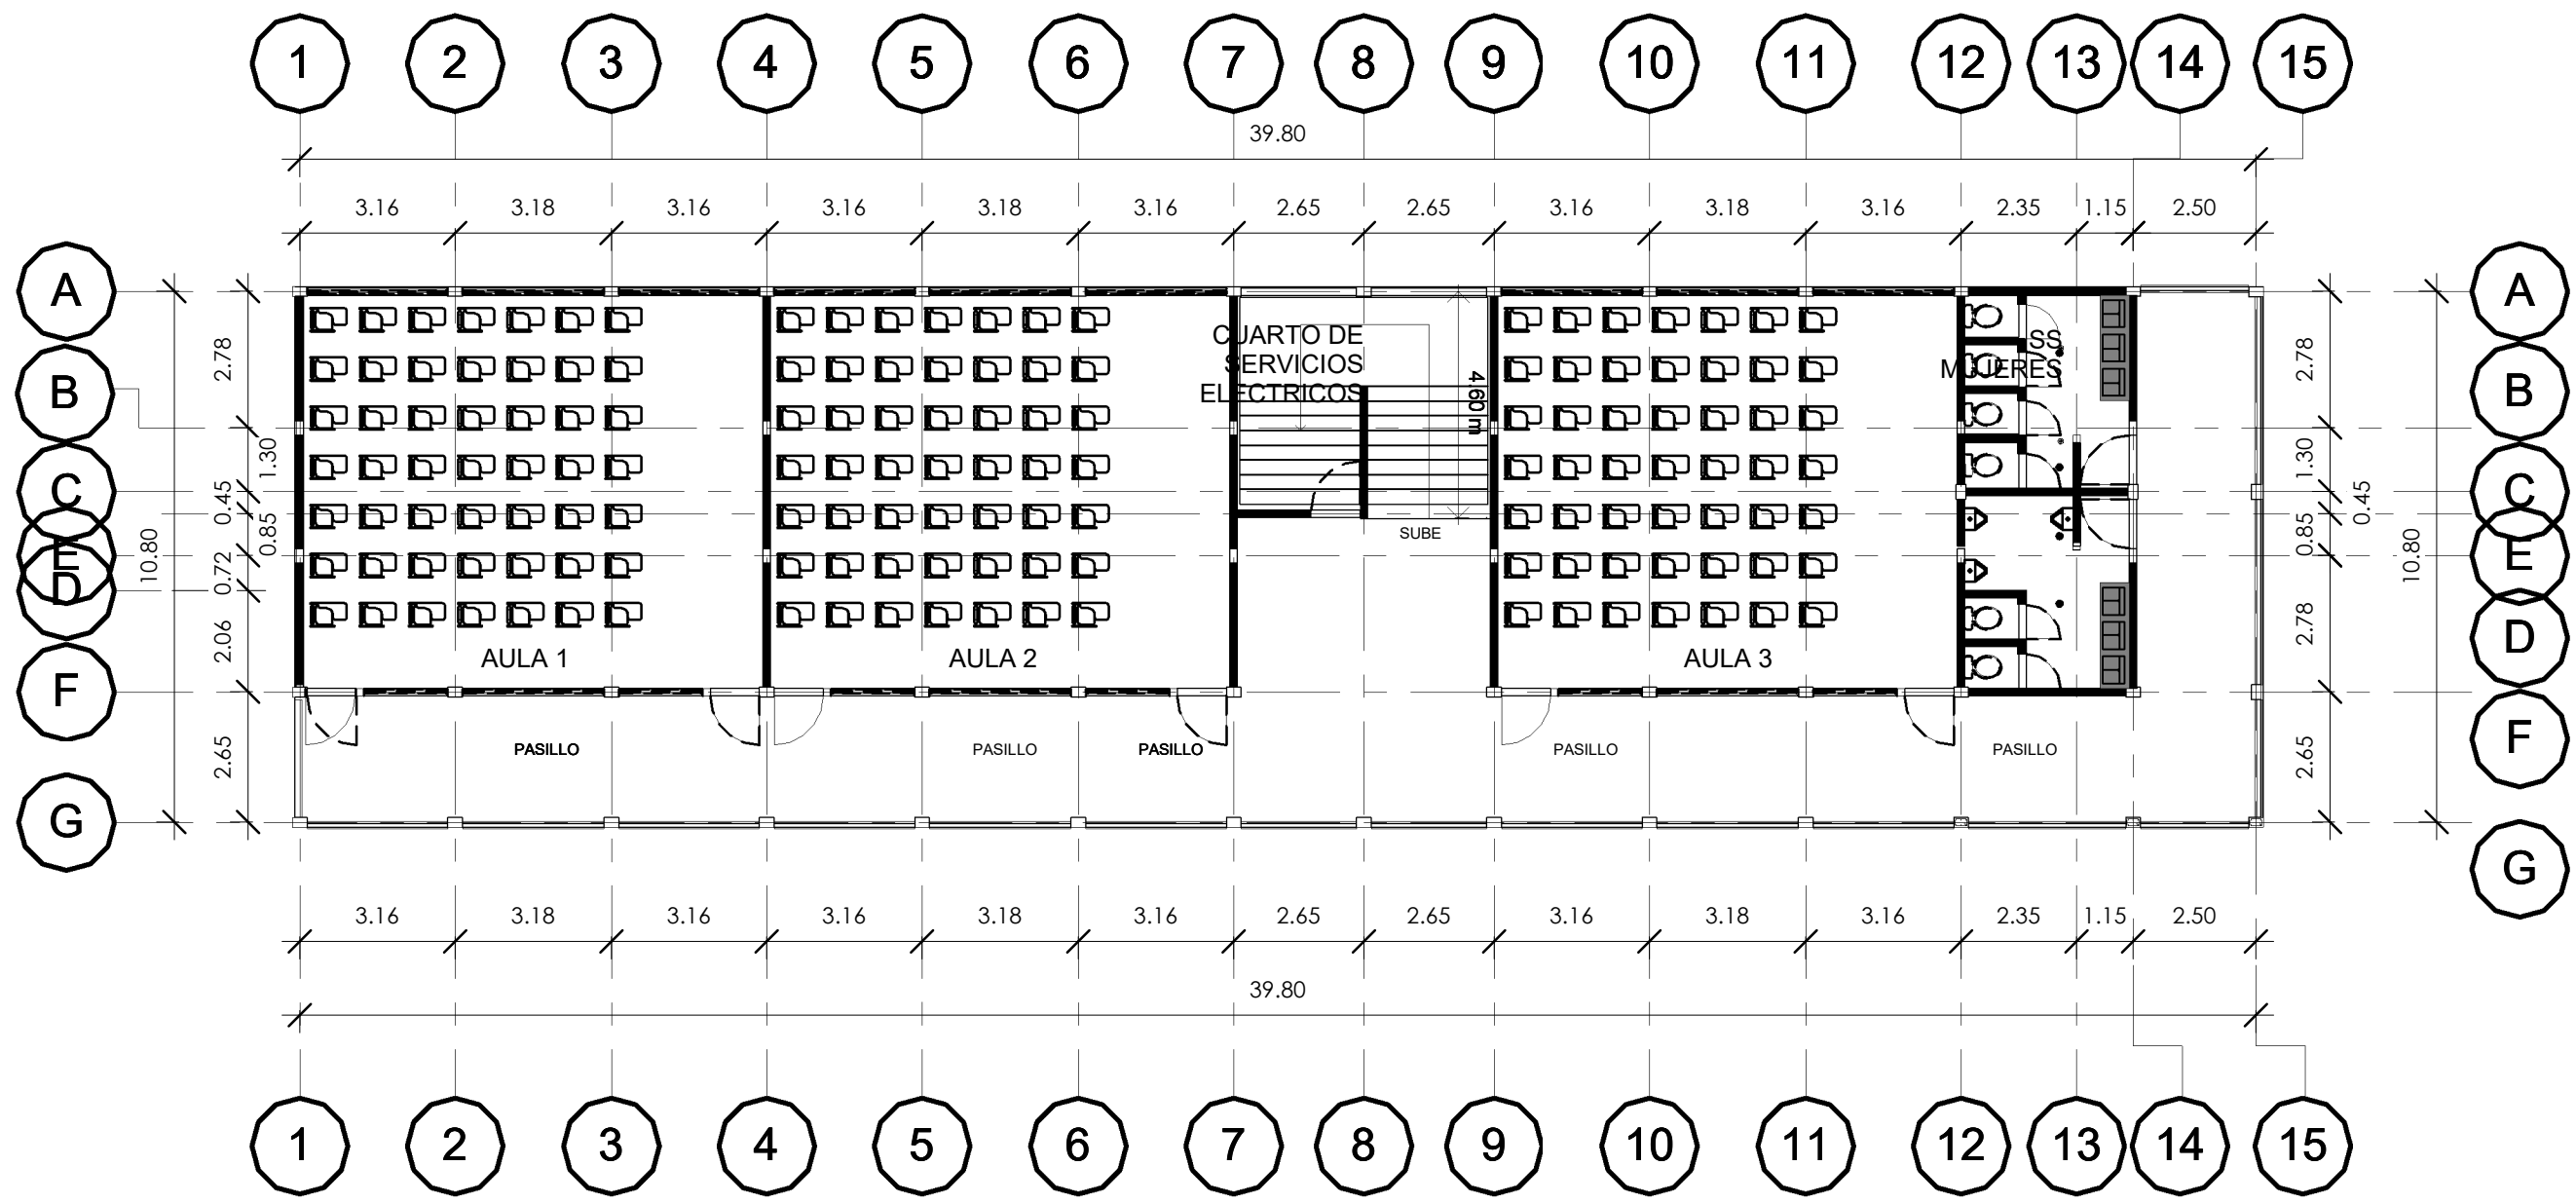 1 2 3 4 5 6 7 8 9 10 11 12 13 14 15
39.80
3.16 3.18 3.16 3.16 3.18 3.16 2.65 2.65 3.16 3.18 3.16 2.35 1.15 2.50
A
B
C
E
D
F
G
10.80
2.78
1.30
0.45
0.85
0.72
2.06
2.65
CUARTO DE
SERVICIOS
ELECTRICOS
4.60 m
SUBE
SS
MUJERES
AULA 1
AULA 2
AULA 3
PASILLO
PASILLO
PASILLO
PASILLO
PASILLO
A
B
C
E
D
F
G
2.78
1.30
0.45
0.85
2.78
2.65
10.80
3.16 3.18 3.16 3.16 3.18 3.16 2.65 2.65 3.16 3.18 3.16 2.35 1.15 2.50
39.80
1 2 3 4 5 6 7 8 9 10 11 12 13 14 15